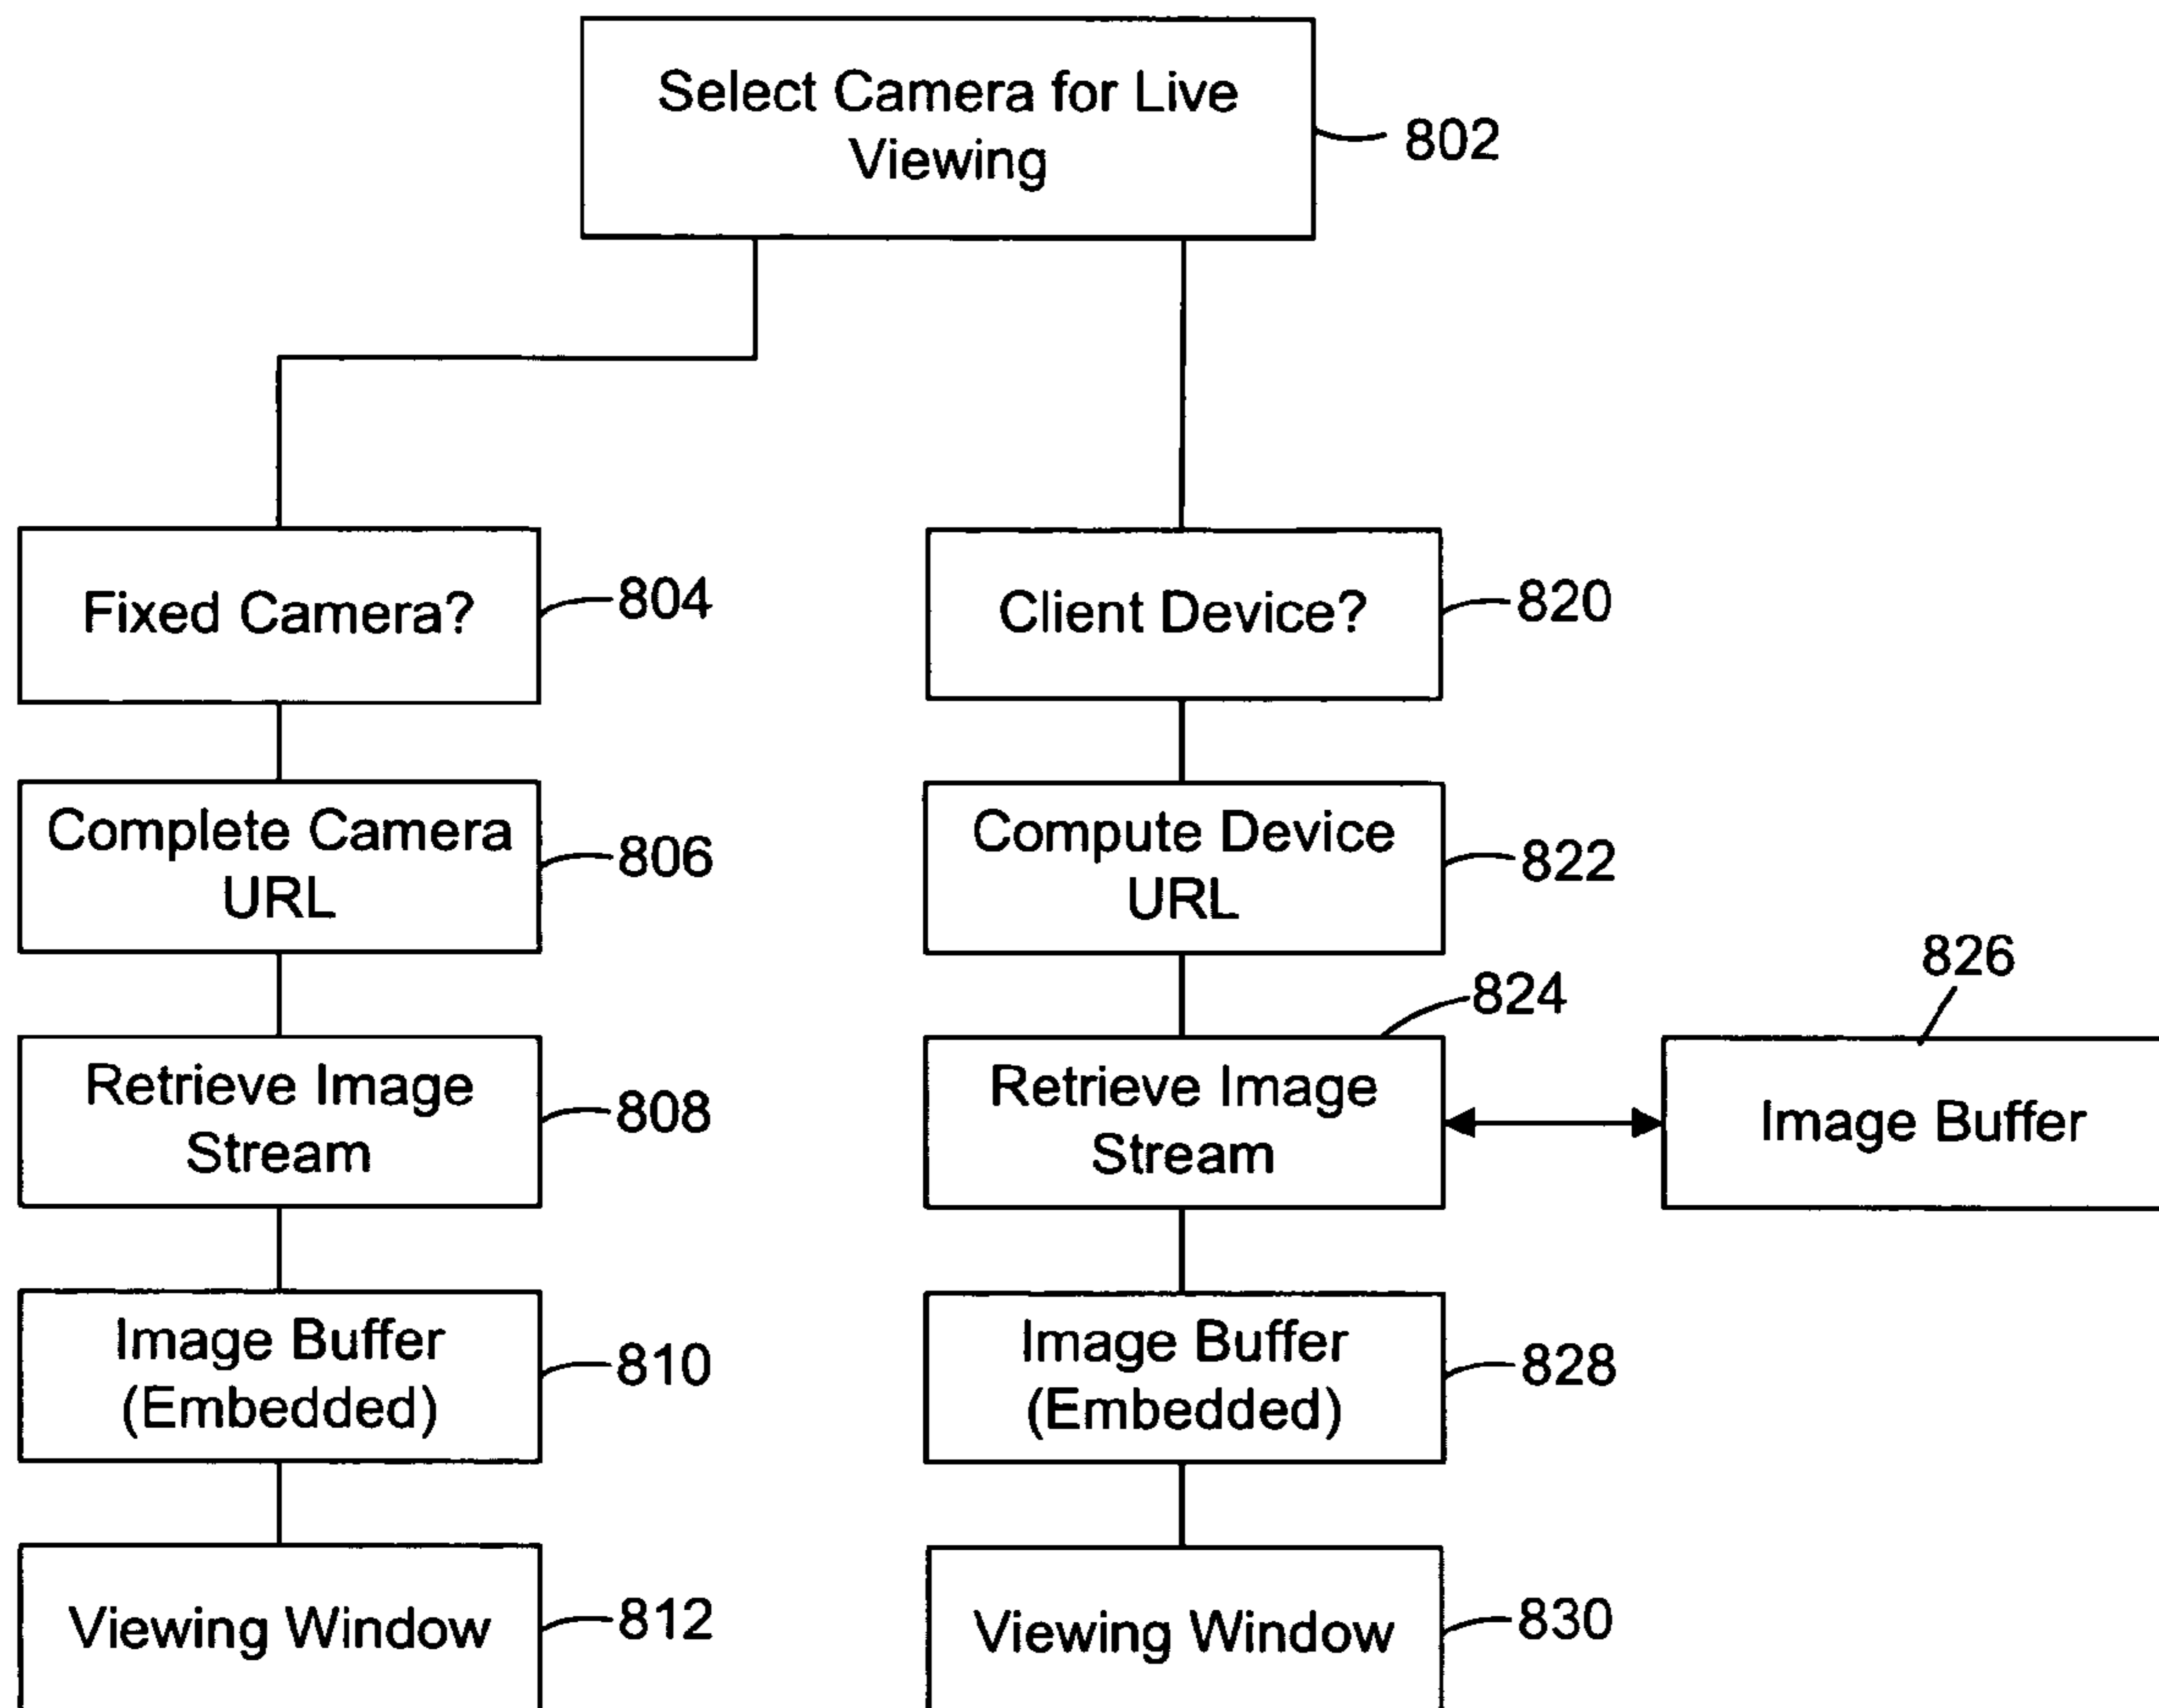 Select Camera for Live
Viewing
802
Fixed Camera?
804
Client Device?
820
Complete Camera
URL
806
Compute Device
URL
822
Retrieve Image
Stream
808
Retrieve Image
Stream
824
Image Buffer
826
Image Buffer
(Embedded)
810
Image Buffer
(Embedded)
828
Viewing Window
812
Viewing Window
830